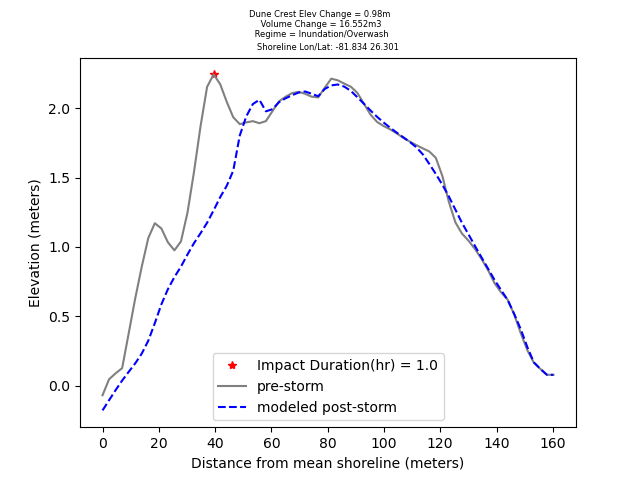 Dune Crest Elev Change = 0.98m
Volume Change = 16.552m3
Regime = Inundation/Overwash
Shoreline Lon/Lat: -81.834 26.301
2.0
1.5
1.0
0.5
0.0
Elevation (meters)
Impact Duration(hr) = 1.0
pre-storm
modeled post-storm
0 20 40 60 80 100 120 140 160
Distance from mean shoreline (meters)